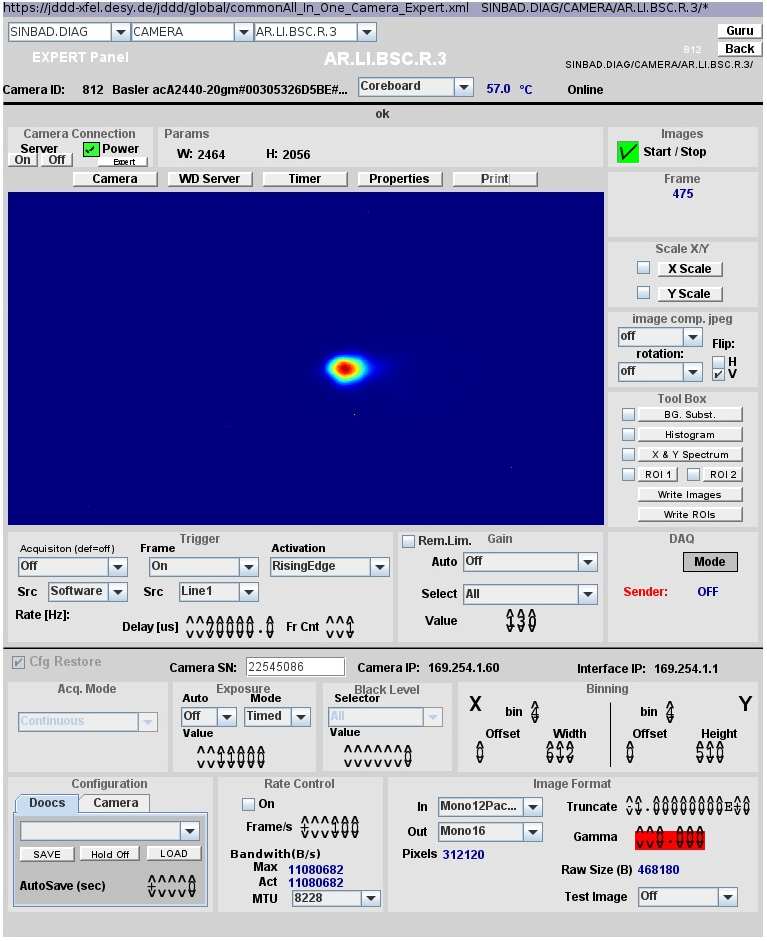 https://jddd-xfel.desy.de/jddd/global/commonAll_In_One_Camera_Expert.xml SINBAD.DIAG/CAMERA/AR.LI.BSC.R.3/*
SINBAD.DIAG CAMERA AR.LI.BSC.R.3 Guru
EXPERT Panel AR.LI.BSC.R.3 812 Back
SINBAD.DIAG/CAMERA/AR.LI.BSC.R.3/
Camera ID: 812 Basler acA2440-20gm#00305326D5BE#... Coreboard 57.0 °C Online
ok
Camera Connection Params Images
Server Power W: 2464 H: 2056 Start / Stop
On Off Expert
Camera WD Server Timer Properties Print Frame
475
Scale X/Y
X Scale
Y Scale
image comp. jpeg
off Flip:
rotation: H
off V
Tool Box
BG. Subst.
Histogram
X & Y Spectrum
ROI 1 ROI 2
Write Images
Write ROIs
Trigger Rem.Lim. Gain DAQ
Acquisiton (def=off) Frame Activation
Off On RisingEdge Auto Off Mode
Src Software Src Line1 Select All Sender: OFF
Rate [Hz]: Delay[us] 70000.0 Fr Cnt 1 Value 130
Cfg Restore Camera SN: 22545086 Camera IP: 169.254.1.60 Interface IP: 169.254.1.1
Acq. Mode Exposure Black Level Binning
Auto Mode Selector X bin 4 bin 4 Y
Continuous Off Timed All Offset Width Offset Height
Value Value 0 612 0 510
11000 0
Configuration Rate Control Image Format
Doocs Camera On In Mono12Pac... Truncate -1.00000000E+0
Frame/s +100 Out Mono16 Gamma 0.000
SAVE Hold Off LOAD Bandwith(B/s) Pixels 312120
Max 11080682 Raw Size (B) 468180
AutoSave (sec) +0 Act 11080682
MTU 8228 Test Image Off